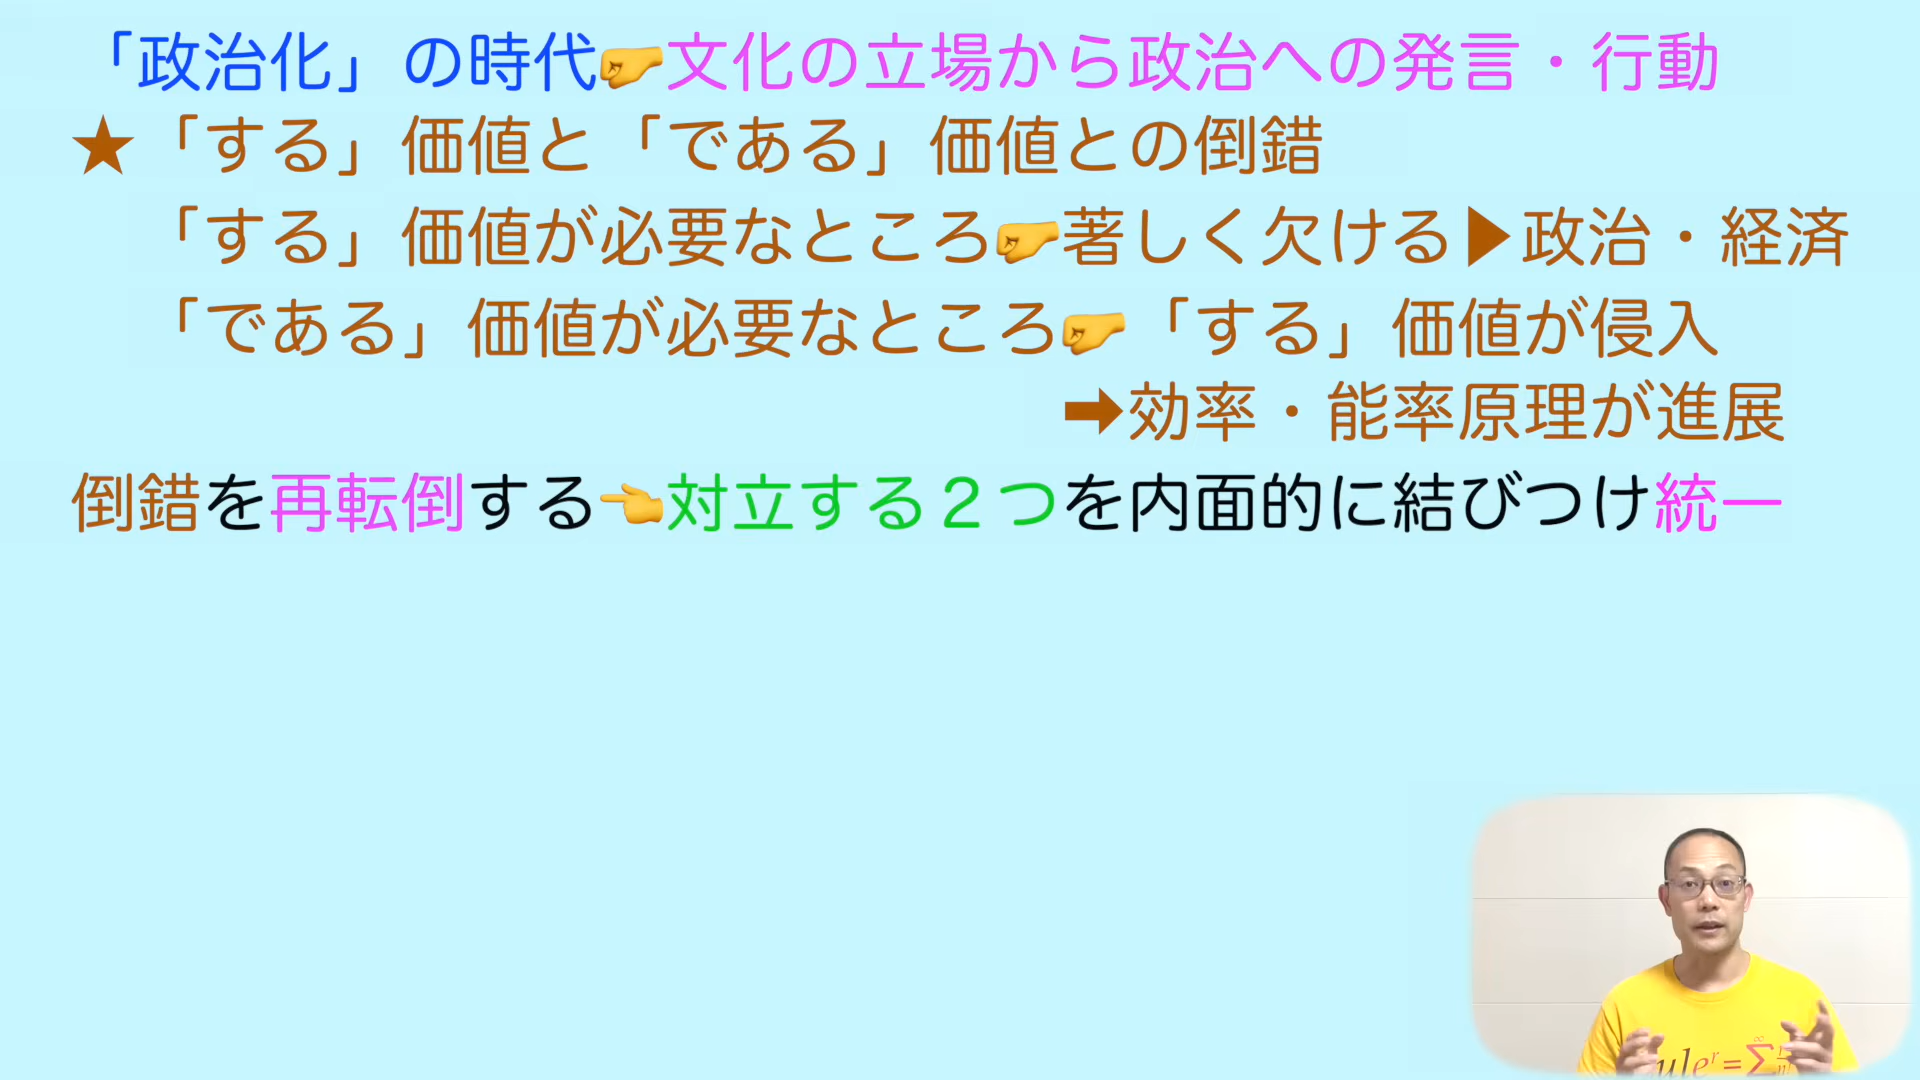 「政治化」の時代👉文化の立場から政治への発言・行動
★「する」価値と「である」価値との倒錯
「する」価値が必要なところ👉著しく欠ける▶政治・経済
「である」価値が必要なところ👉「する」価値が侵入
➡効率・能率原理が進展
倒錯を再転倒する👈対立する２つを内面的に結びつけ統一